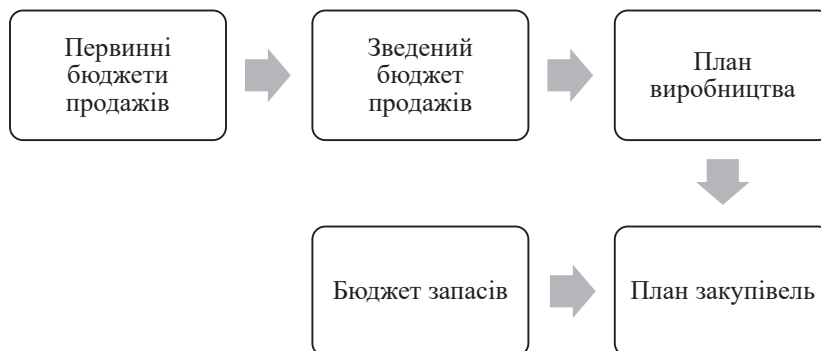 Первинні
бюджети
продажів
Зведений
бюджет
продажів
План
виробництва
Бюджет запасів
План закупівель